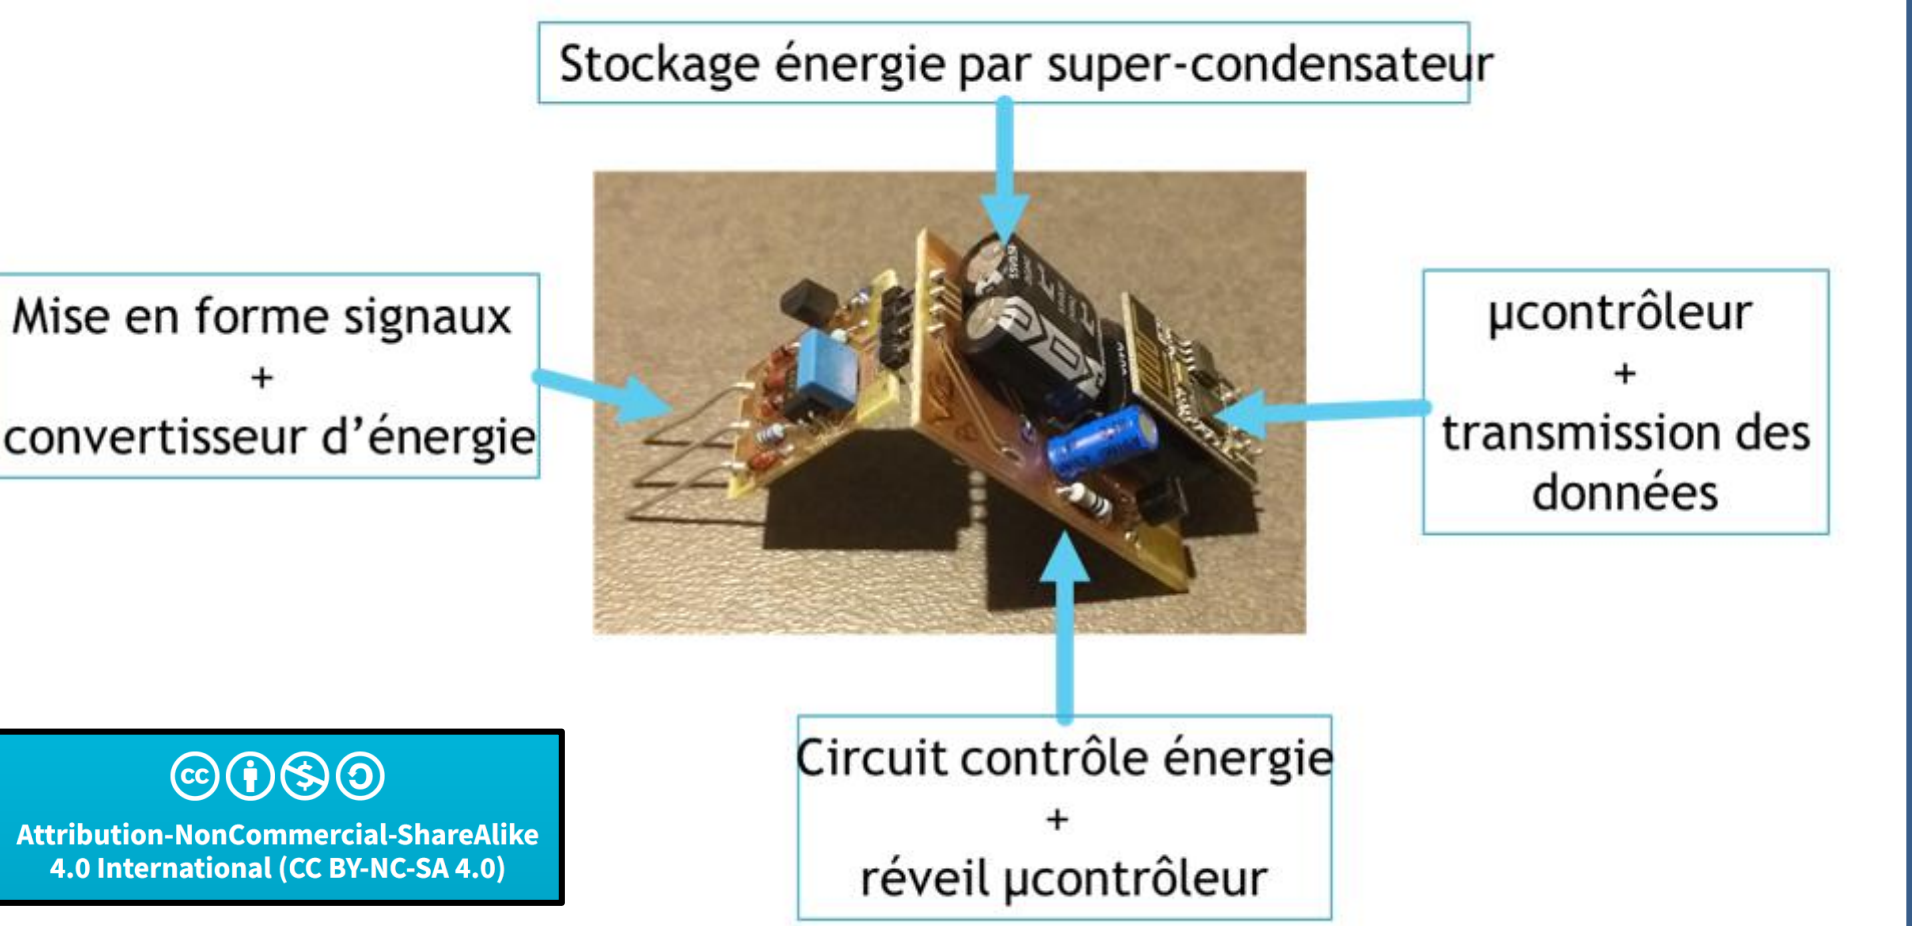 Stockage énergie par super-condensateur
Mise en forme signaux
+
convertisseur d'énergie
µcontrôleur
+
transmission des
données
Circuit contrôle énergie
+
réveil µcontrôleur
cc
Attribution-NonCommercial-ShareAlike
4.0 International (CC BY-NC-SA 4.0)